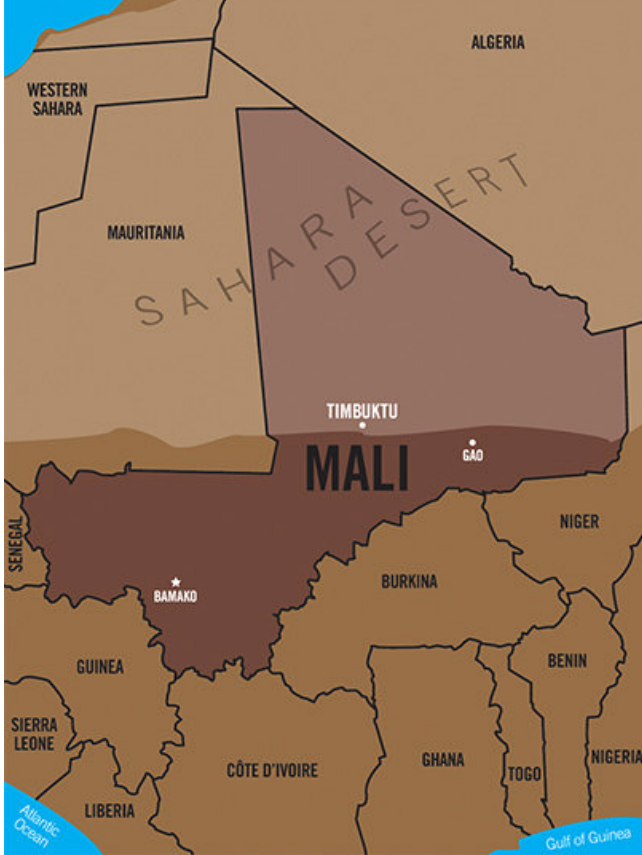 ALGERIA
WESTERN
SAHARA
MAURITANIA
SAHARA
DESERT
TIMBUKTU
GAO
MALI
SENEGAL
NIGER
BURKINA
BAMAKO
GUINEA
BENIN
SIERRA
LEONE
CÔTE D'IVOIRE
GHANA
TOGO
NIGERIA
LIBERIA
Atlantic
Ocean
Gulf of Guinea